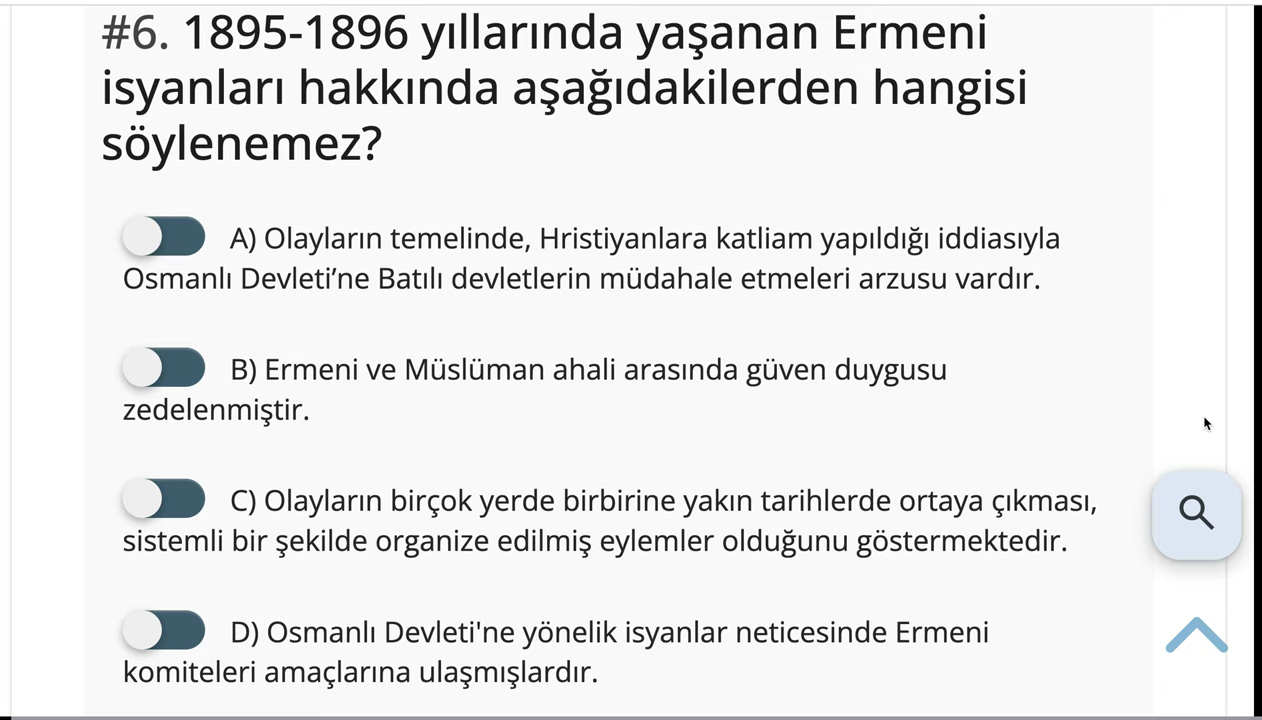 #6. 1895-1896 yıllarında yaşanan Ermeni
isyanları hakkında aşağıdakilerden hangisi
söylenemez?
A) Olayların temelinde, Hristiyanlara katliam yapıldığı iddiasıyla
Osmanlı Devleti’ne Batılı devletlerin müdahale etmeleri arzusu vardır.
B) Ermeni ve Müslüman ahali arasında güven duygusu
zedelenmiştir.
C) Olayların birçok yerde birbirine yakın tarihlerde ortaya çıkması,
sistemli bir şekilde organize edilmiş eylemler olduğunu göstermektedir.
D) Osmanlı Devleti'ne yönelik isyanlar neticesinde Ermeni
komiteleri amaçlarına ulaşmışlardır.